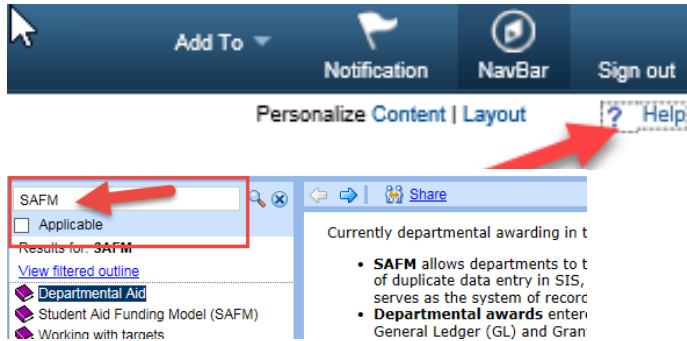 Add To
Notification
NavBar
Sign out
Personalize Content | Layout
? Help
SAFM
Applicable
Results for: SAFM
View filtered outline
Departmental Aid
Student Aid Funding Model (SAFM)
Working with targets
Share
Currently departmental awarding in t
• SAFM allows departments to t
of duplicate data entry in SIS,
serves as the system of record
• Departmental awards entere
General Ledger (GL) and Gran